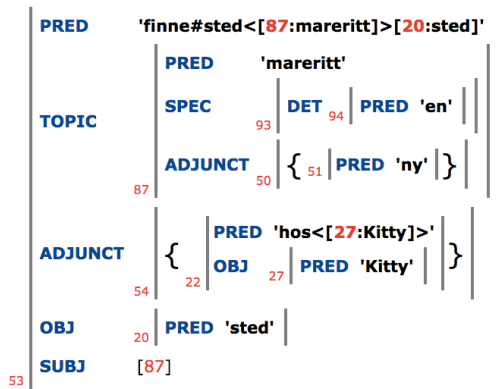 PRED 'finne#sted<[87:mareritt]>[20:sted]'
PRED 'mareritt'
TOPIC SPEC 93 DET 94 PRED 'en'
87 ADJUNCT 50 { 51 PRED 'ny' }
PRED 'hos<[27:Kitty]>'
ADJUNCT 54 { 22 OBJ 27 PRED 'Kitty' }
OBJ 20 PRED 'sted'
53 SUBJ [87]